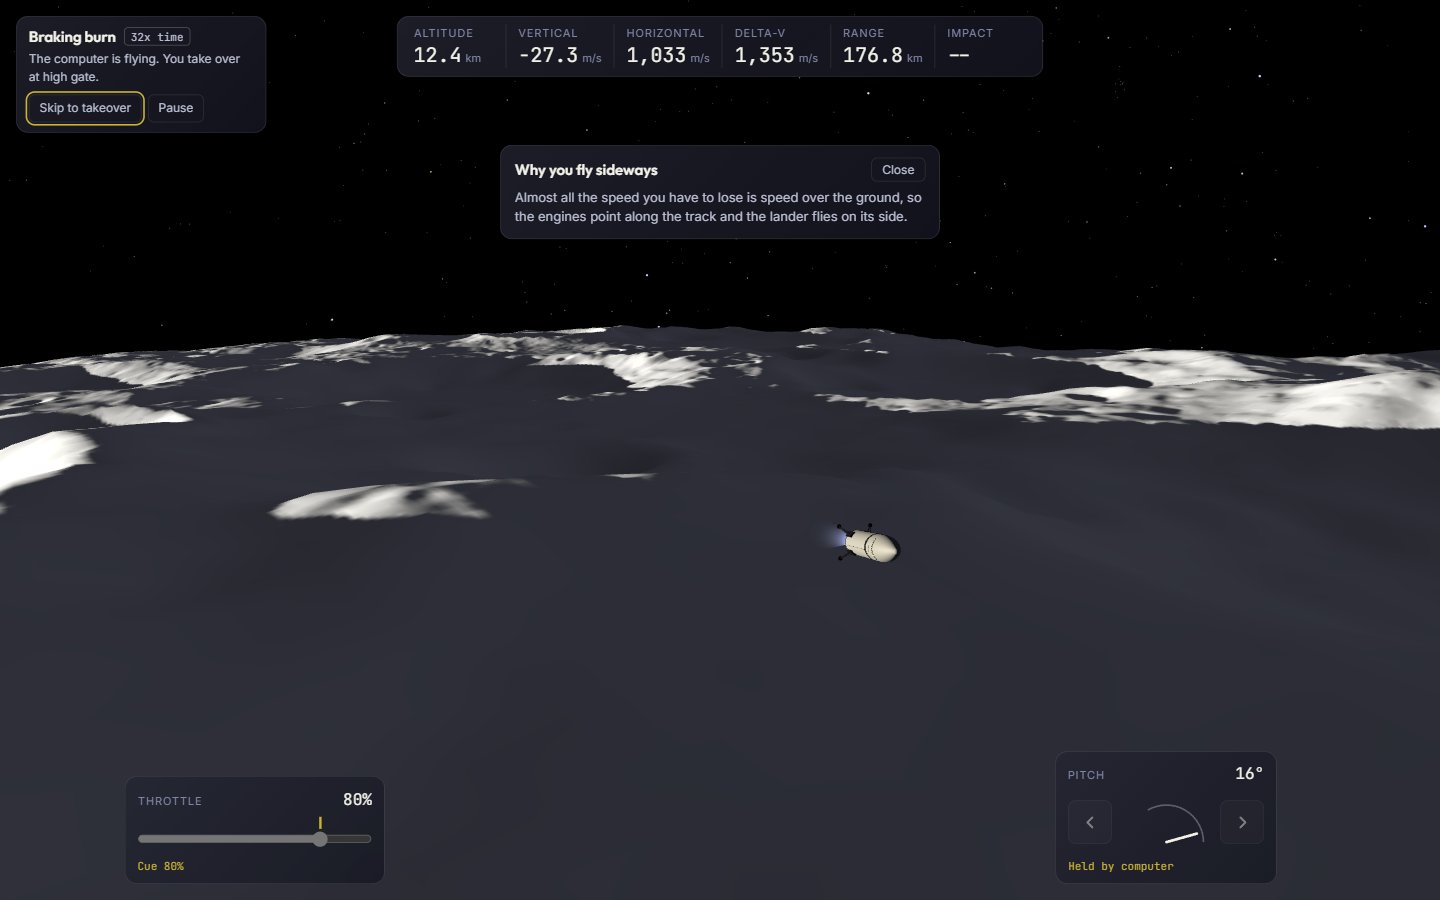 Braking burn 32x time
The computer is flying. You take over
at high gate.
Skip to takeover Pause
ALTITUDE VERTICAL HORIZONTAL DELTA-V RANGE IMPACT
12.4 km -27.3 m/s 1,033 m/s 1,353 m/s 176.8 km ——
Why you fly sideways Close
Almost all the speed you have to lose is speed over the ground, so
the engines point along the track and the lander flies on its side.
THROTTLE 80%
Cue 80%
PITCH 16°
Held by computer